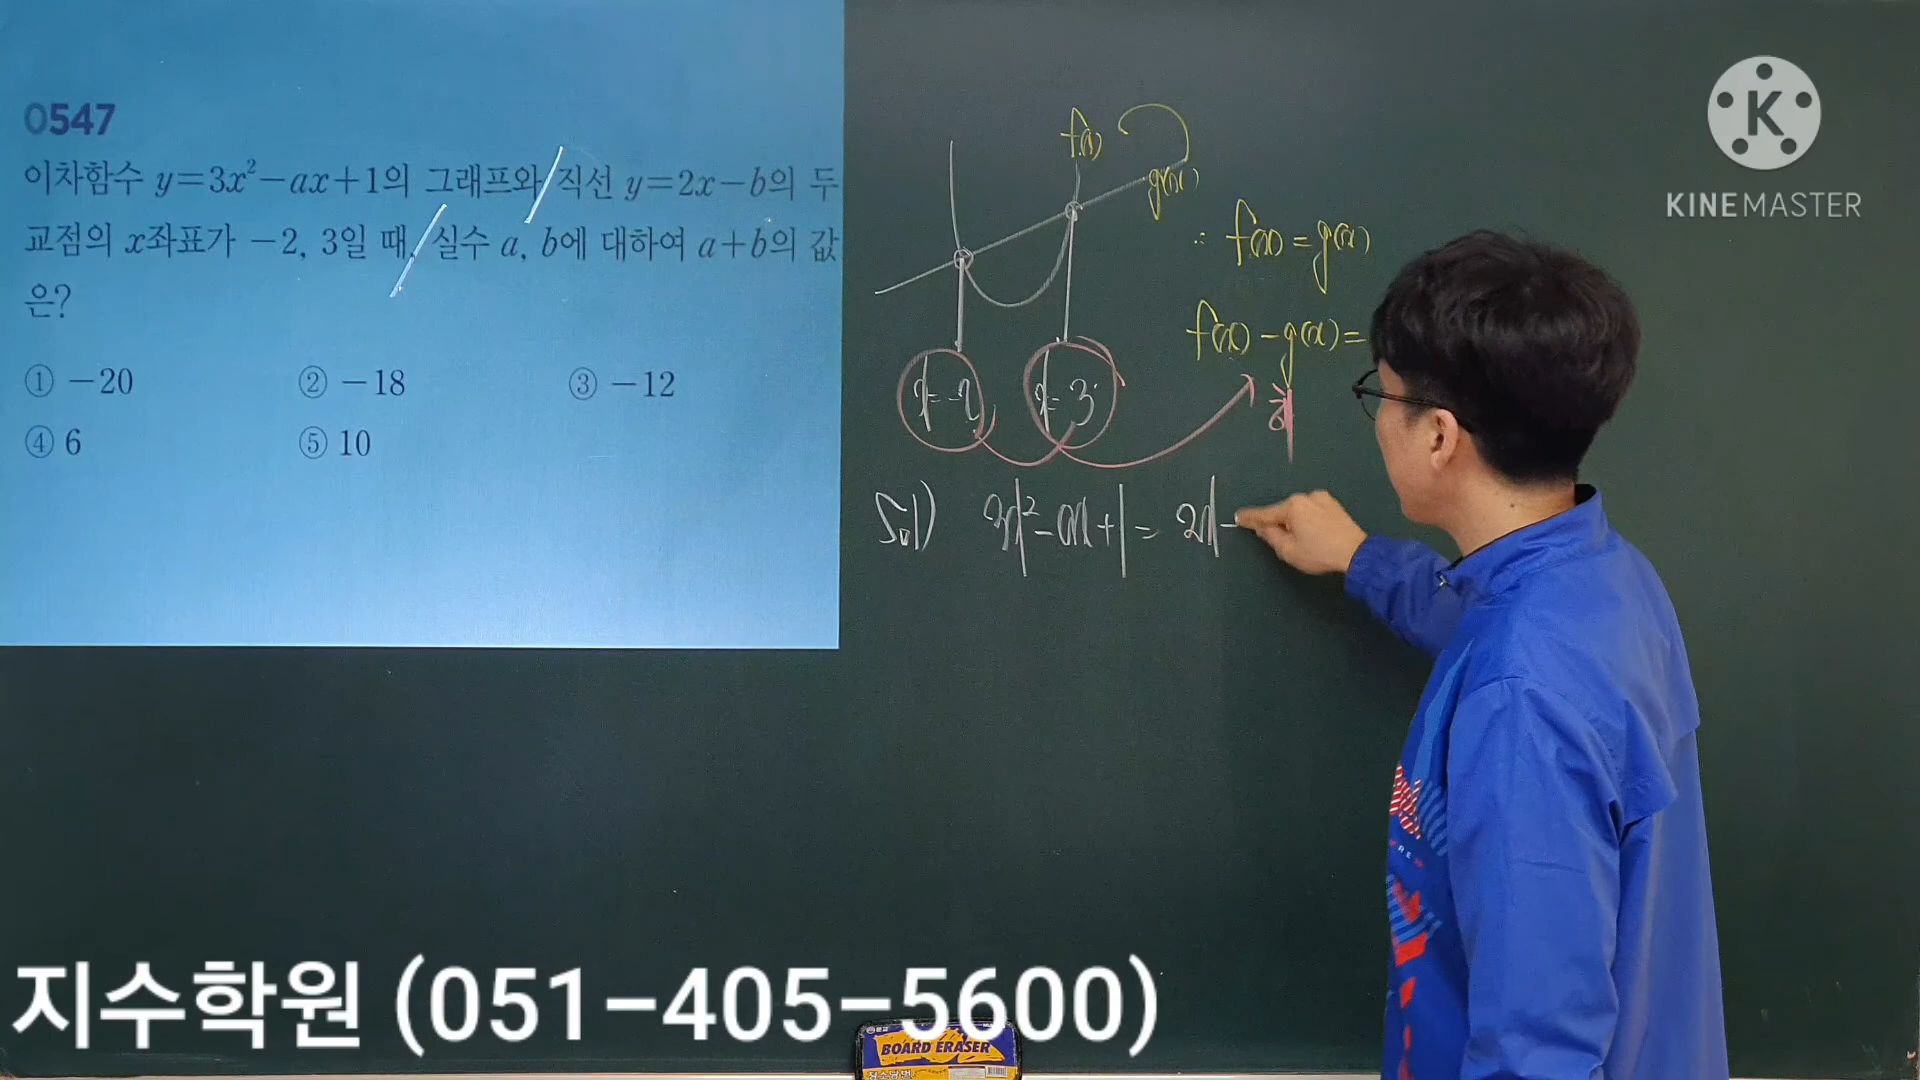 0547
이차함수 y=3x²-ax+1의 그래프와 직선 y=2x-b의 두
교점의 x좌표가 -2, 3일 때, 실수 a, b에 대하여 a+b의 값
은?
① -20 ② -18 ③ -12
④ 6 ⑤ 10
f(x)
g(x)
∴ f(x) = g(x)
f(x) - g(x) =
x=-2 x=3
Sol) 3x²-ax+1 = 2x-
KINEMASTER
지수학원 (051-405-5600)
BOARD ERASER